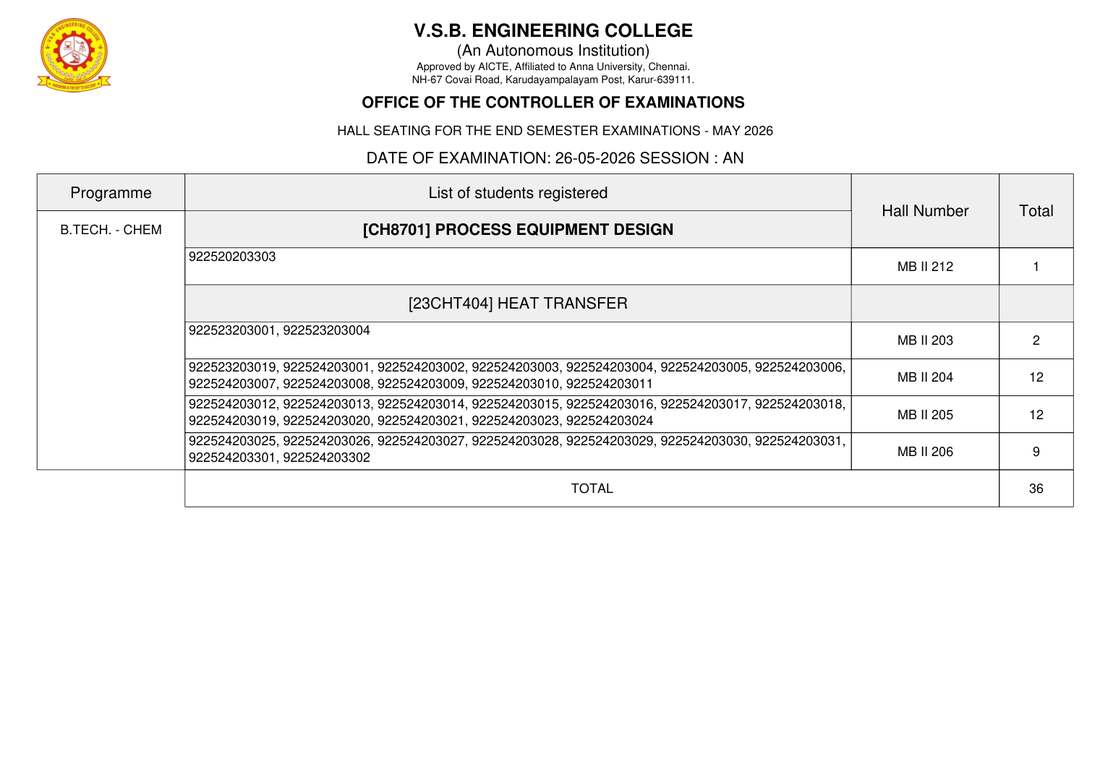 V.S.B. ENGINEERING COLLEGE
(An Autonomous Institution)
Approved by AICTE, Affiliated to Anna University, Chennai.
NH-67 Covai Road, Karudayampalayam Post, Karur-639111.
OFFICE OF THE CONTROLLER OF EXAMINATIONS
HALL SEATING FOR THE END SEMESTER EXAMINATIONS - MAY 2026
DATE OF EXAMINATION: 26-05-2026 SESSION : AN
Programme List of students registered Hall Number Total
B.TECH. - CHEM [CH8701] PROCESS EQUIPMENT DESIGN
922520203303 MB II 212 1
[23CHT404] HEAT TRANSFER
922523203001, 922523203004 MB II 203 2
922523203019, 922524203001, 922524203002, 922524203003, 922524203004, 922524203005, 922524203006,
922524203007, 922524203008, 922524203009, 922524203010, 922524203011 MB II 204 12
922524203012, 922524203013, 922524203014, 922524203015, 922524203016, 922524203017, 922524203018,
922524203019, 922524203020, 922524203021, 922524203023, 922524203024 MB II 205 12
922524203025, 922524203026, 922524203027, 922524203028, 922524203029, 922524203030, 922524203031,
922524203301, 922524203302 MB II 206 9
TOTAL 36